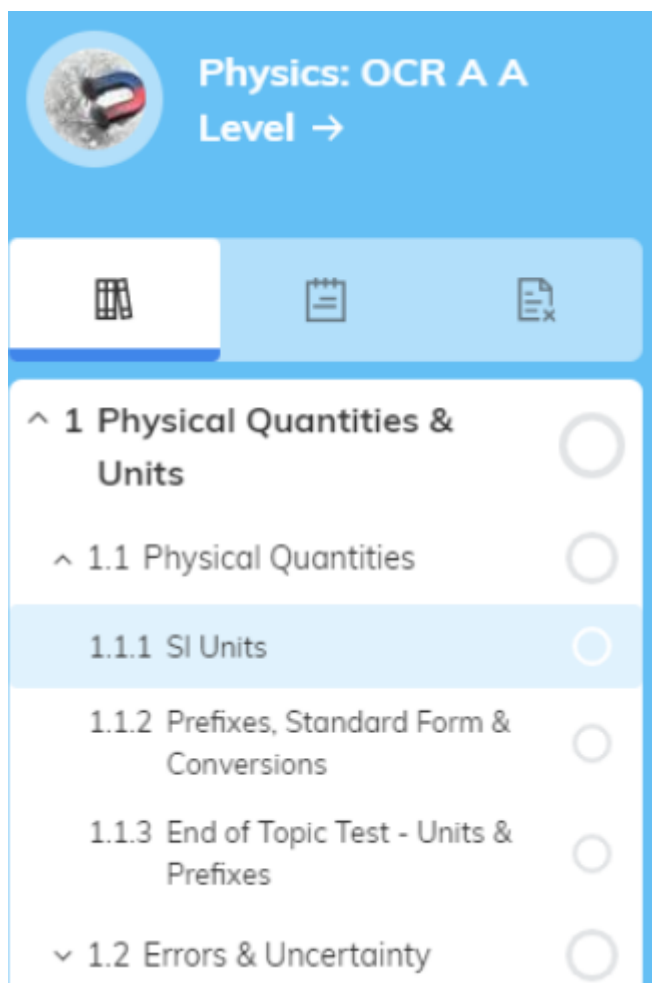 Physics: OCR A A
Level →
1 Physical Quantities &
Units
1.1 Physical Quantities
1.1.1 SI Units
1.1.2 Prefixes, Standard Form &
Conversions
1.1.3 End of Topic Test - Units &
Prefixes
1.2 Errors & Uncertainty